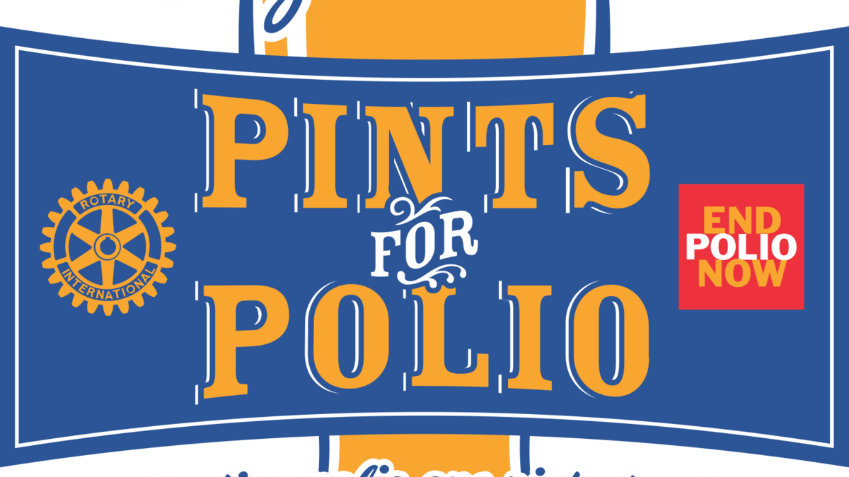 PINTS
FOR
POLIO
ROTARY
INTERNATIONAL
END
POLIO
NOW